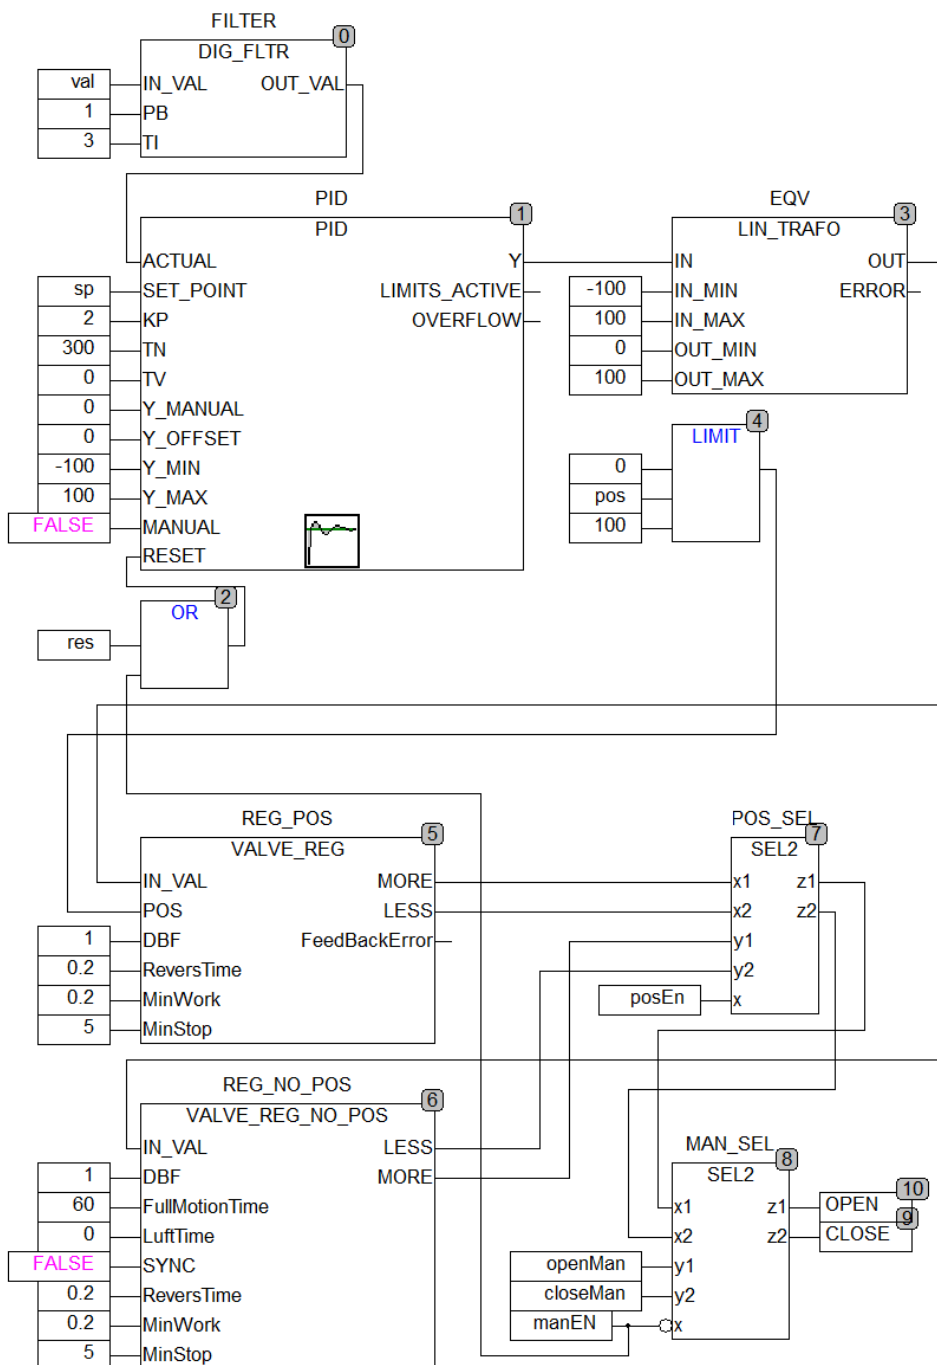 FILTER
0
DIG_FLTR
val IN_VAL OUT_VAL
1 PB
3 TI
PID EQV
1 3
PID LIN_TRAFO
ACTUAL Y IN OUT
sp SET_POINT LIMITS_ACTIVE -100 IN_MIN ERROR
2 KP OVERFLOW 100 IN_MAX
300 TN 0 OUT_MIN
0 TV 100 OUT_MAX
0 Y_MANUAL
4
0 Y_OFFSET LIMIT
-100 Y_MIN 0
100 Y_MAX pos
FALSE MANUAL 100
RESET
2
OR
res
REG_POS POS_SEL
5 7
VALVE_REG SEL2
IN_VAL MORE x1 z1
POS LESS x2 z2
1 DBF FeedBackError y1
0.2 ReversTime y2
0.2 MinWork posEn x
5 MinStop
REG_NO_POS
6
VALVE_REG_NO_POS
IN_VAL LESS MAN_SEL
8
1 DBF MORE SEL2
10
60 FullMotionTime x1 z1 OPEN
9
0 LuftTime x2 z2 CLOSE
FALSE SYNC openMan y1
0.2 ReversTime closeMan y2
0.2 MinWork manEN x
5 MinStop